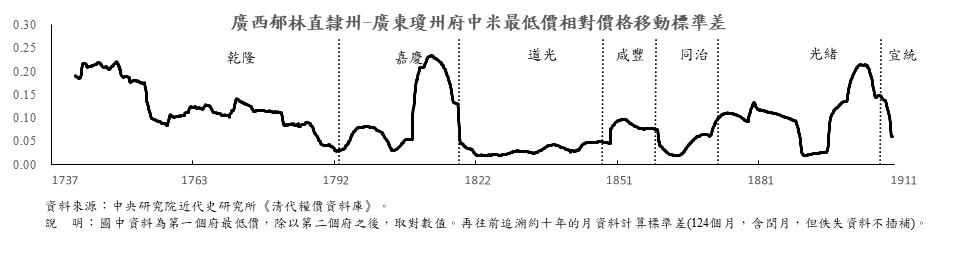 廣西郁林直隸州-廣東瓊州府中米最低價相對價格移動標準差
0.30
0.25
0.20
0.15
0.10
0.05
0.00
乾隆
嘉慶
道光
咸豐
同治
光緒
宣統
1737
1763
1792
1822
1851
1881
1911
資料來源：中央研究院近代史研究所《清代糧價資料庫》。
說　明：圖中資料為第一個府最低價，除以第二個府之後，取對數值。再往前追溯約十年的月資料計算標準差(124個月，含閏月，但佚失資料不插補)。